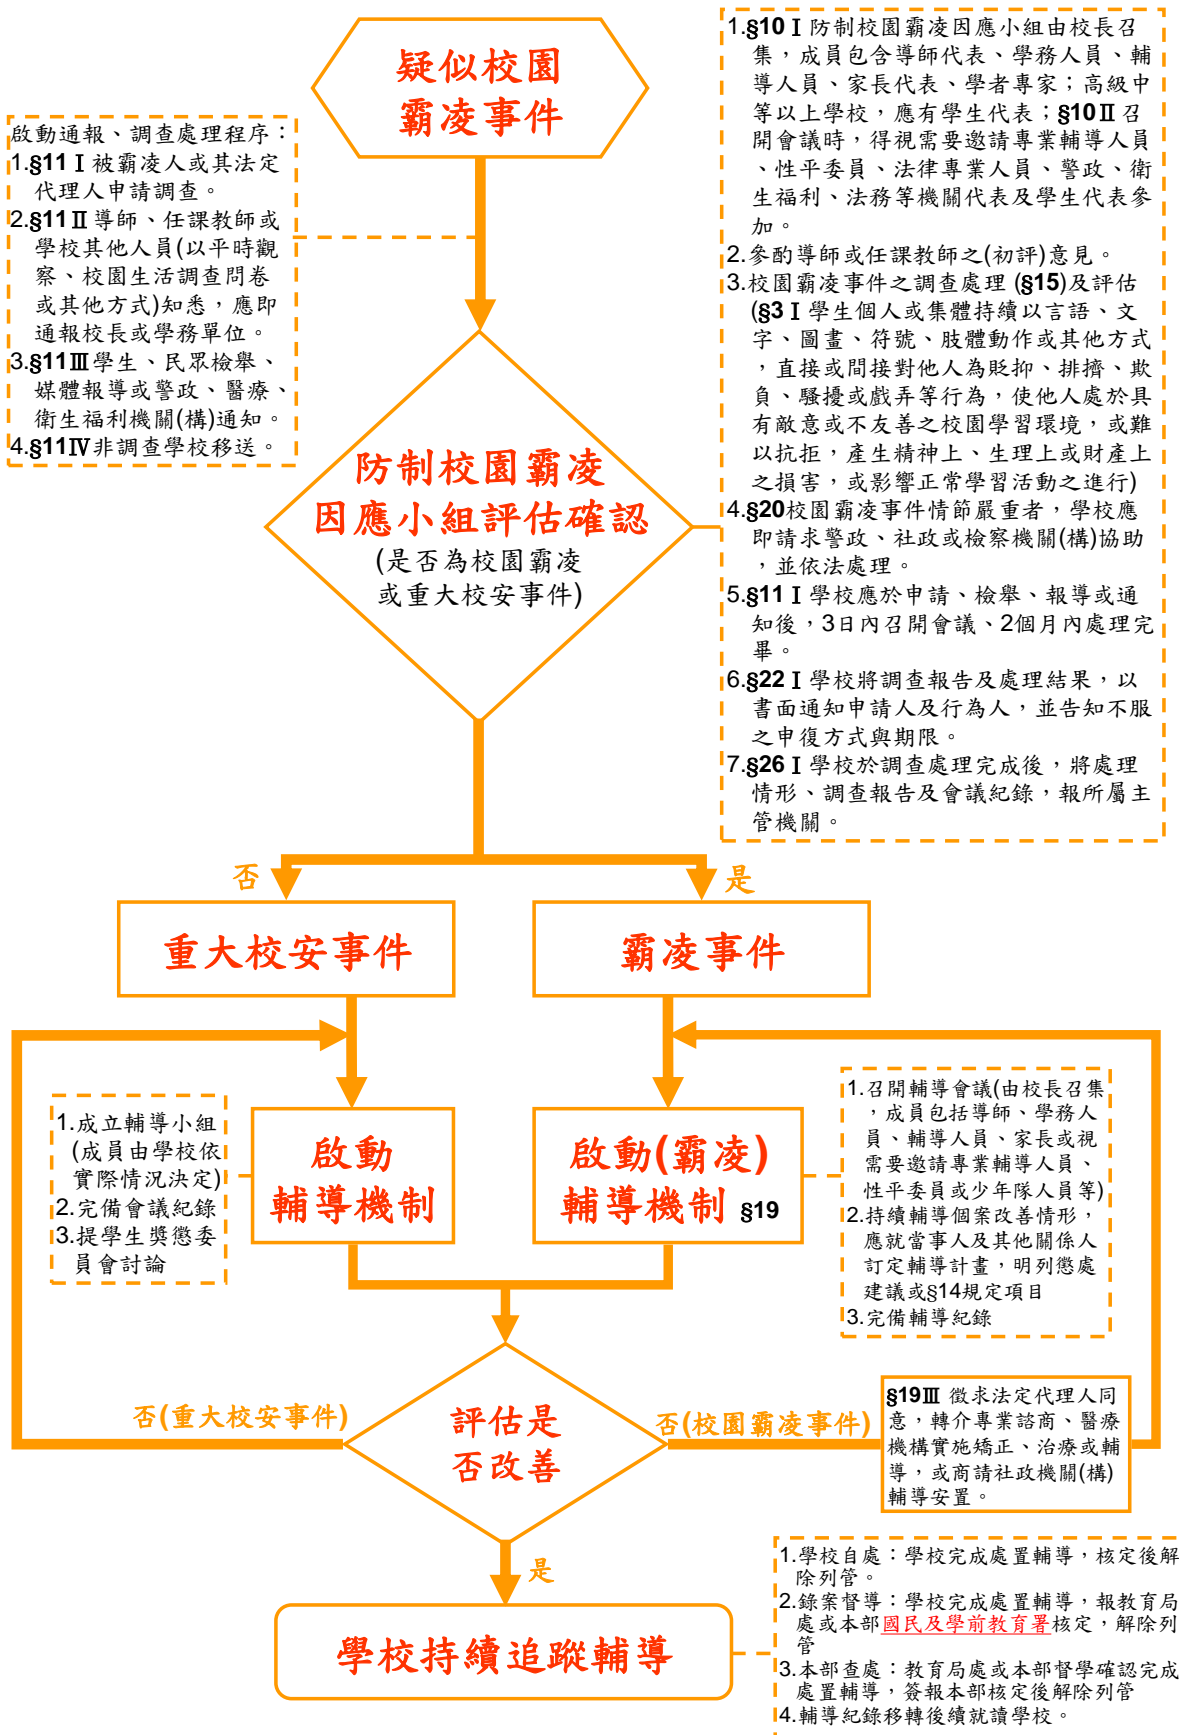 疑似校園
霸凌事件
啟動通報、調查處理程序：
1.§11Ⅰ被霸凌人或其法定
代理人申請調查。
2.§11Ⅱ導師、任課教師或
學校其他人員(以平時觀
察、校園生活調查問卷
或其他方式)知悉，應即
通報校長或學務單位。
3.§11Ⅲ學生、民眾檢舉、
媒體報導或警政、醫療、
衛生福利機關(構)通知。
4.§11Ⅳ非調查學校移送。
1.§10Ⅰ防制校園霸凌因應小組由校長召
集，成員包含導師代表、學務人員、輔
導人員、家長代表、學者專家；高級中
等以上學校，應有學生代表；§10Ⅱ召
開會議時，得視需要邀請專業輔導人員
、性平委員、法律專業人員、警政、衛
生福利、法務等機關代表及學生代表參
加。
2.參酌導師或任課教師之(初評)意見。
3.校園霸凌事件之調查處理 (§15)及評估
(§3Ⅰ學生個人或集體持續以言語、文
字、圖畫、符號、肢體動作或其他方式
，直接或間接對他人為貶抑、排擠、欺
負、騷擾或戲弄等行為，使他人處於具
有敵意或不友善之校園學習環境，或難
以抗拒，產生精神上、生理上或財產上
之損害，或影響正常學習活動之進行)
4.§20校園霸凌事件情節嚴重者，學校應
即請求警政、社政或檢察機關(構)協助
，並依法處理。
5.§11Ⅰ學校應於申請、檢舉、報導或通
知後，3日內召開會議、2個月內處理完
畢。
6.§22Ⅰ學校將調查報告及處理結果，以
書面通知申請人及行為人，並告知不服
之申復方式與期限。
7.§26Ⅰ學校於調查處理完成後，將處理
情形、調查報告及會議紀錄，報所屬主
管機關。
防制校園霸凌
因應小組評估確認
(是否為校園霸凌
或重大校安事件)
否
是
重大校安事件
霸凌事件
1.成立輔導小組
(成員由學校依
實際情況決定)
2.完備會議紀錄
3.提學生獎懲委
員會討論
啟動
輔導機制
啟動(霸凌)
輔導機制 §19
1.召開輔導會議(由校長召集
，成員包括導師、學務人
員、輔導人員、家長或視
需要邀請專業輔導人員、
性平委員或少年隊人員等)
2.持續輔導個案改善情形，
應就當事人及其他關係人
訂定輔導計畫，明列懲處
建議或§14規定項目
3.完備輔導紀錄
否(重大校安事件)
評估是
否改善
否(校園霸凌事件)
§19Ⅲ 徵求法定代理人同
意，轉介專業諮商、醫療
機構實施矯正、治療或輔
導，或商請社政機關(構)
輔導安置。
是
學校持續追蹤輔導
1.學校自處：學校完成處置輔導，核定後解
除列管。
2.錄案督導：學校完成處置輔導，報教育局
處或本部國民及學前教育署核定，解除列
管
3.本部查處：教育局處或本部督學確認完成
處置輔導，簽報本部核定後解除列管
4.輔導紀錄移轉後續就讀學校。